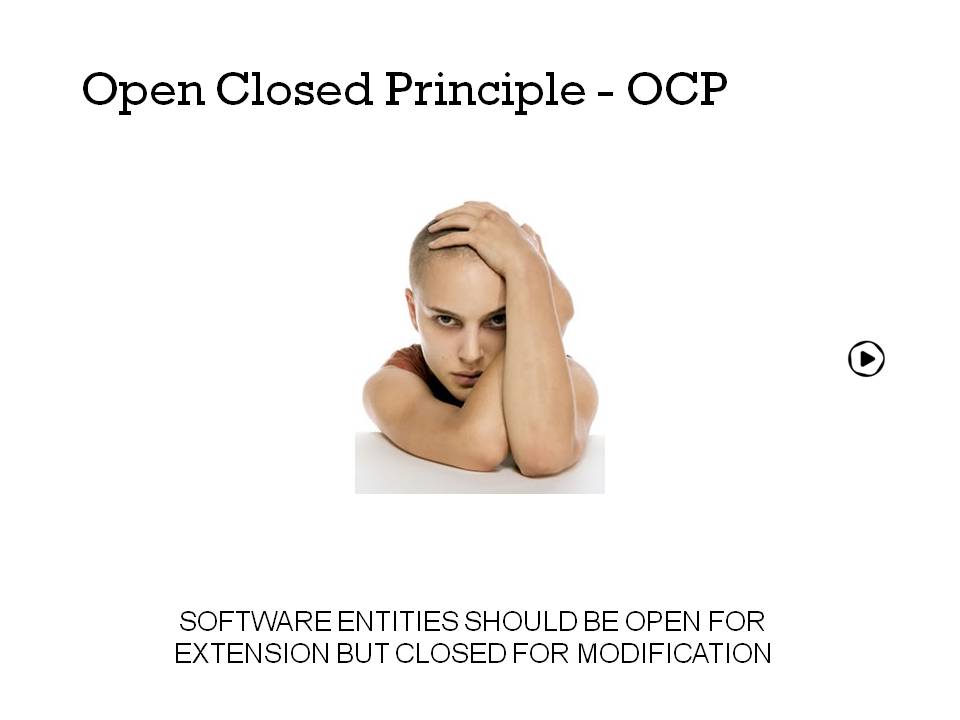 Open Closed Principle - OCP
SOFTWARE ENTITIES SHOULD BE OPEN FOR
EXTENSION BUT CLOSED FOR MODIFICATION